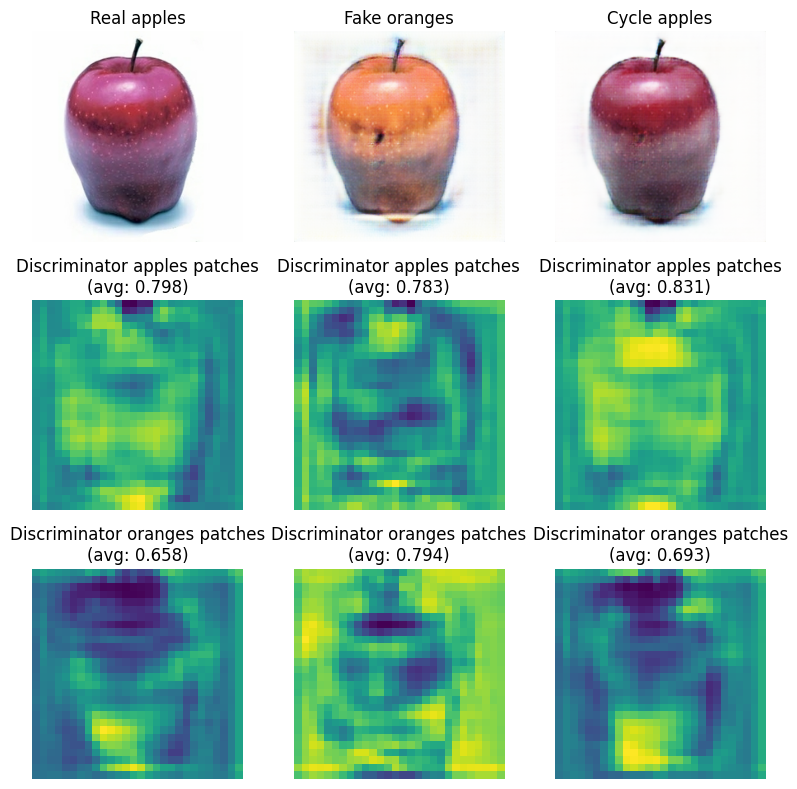 Real apples
Fake oranges
Cycle apples
Discriminator apples patches
(avg: 0.798)
Discriminator apples patches
(avg: 0.783)
Discriminator apples patches
(avg: 0.831)
Discriminator oranges patches
(avg: 0.658)
Discriminator oranges patches
(avg: 0.794)
Discriminator oranges patches
(avg: 0.693)